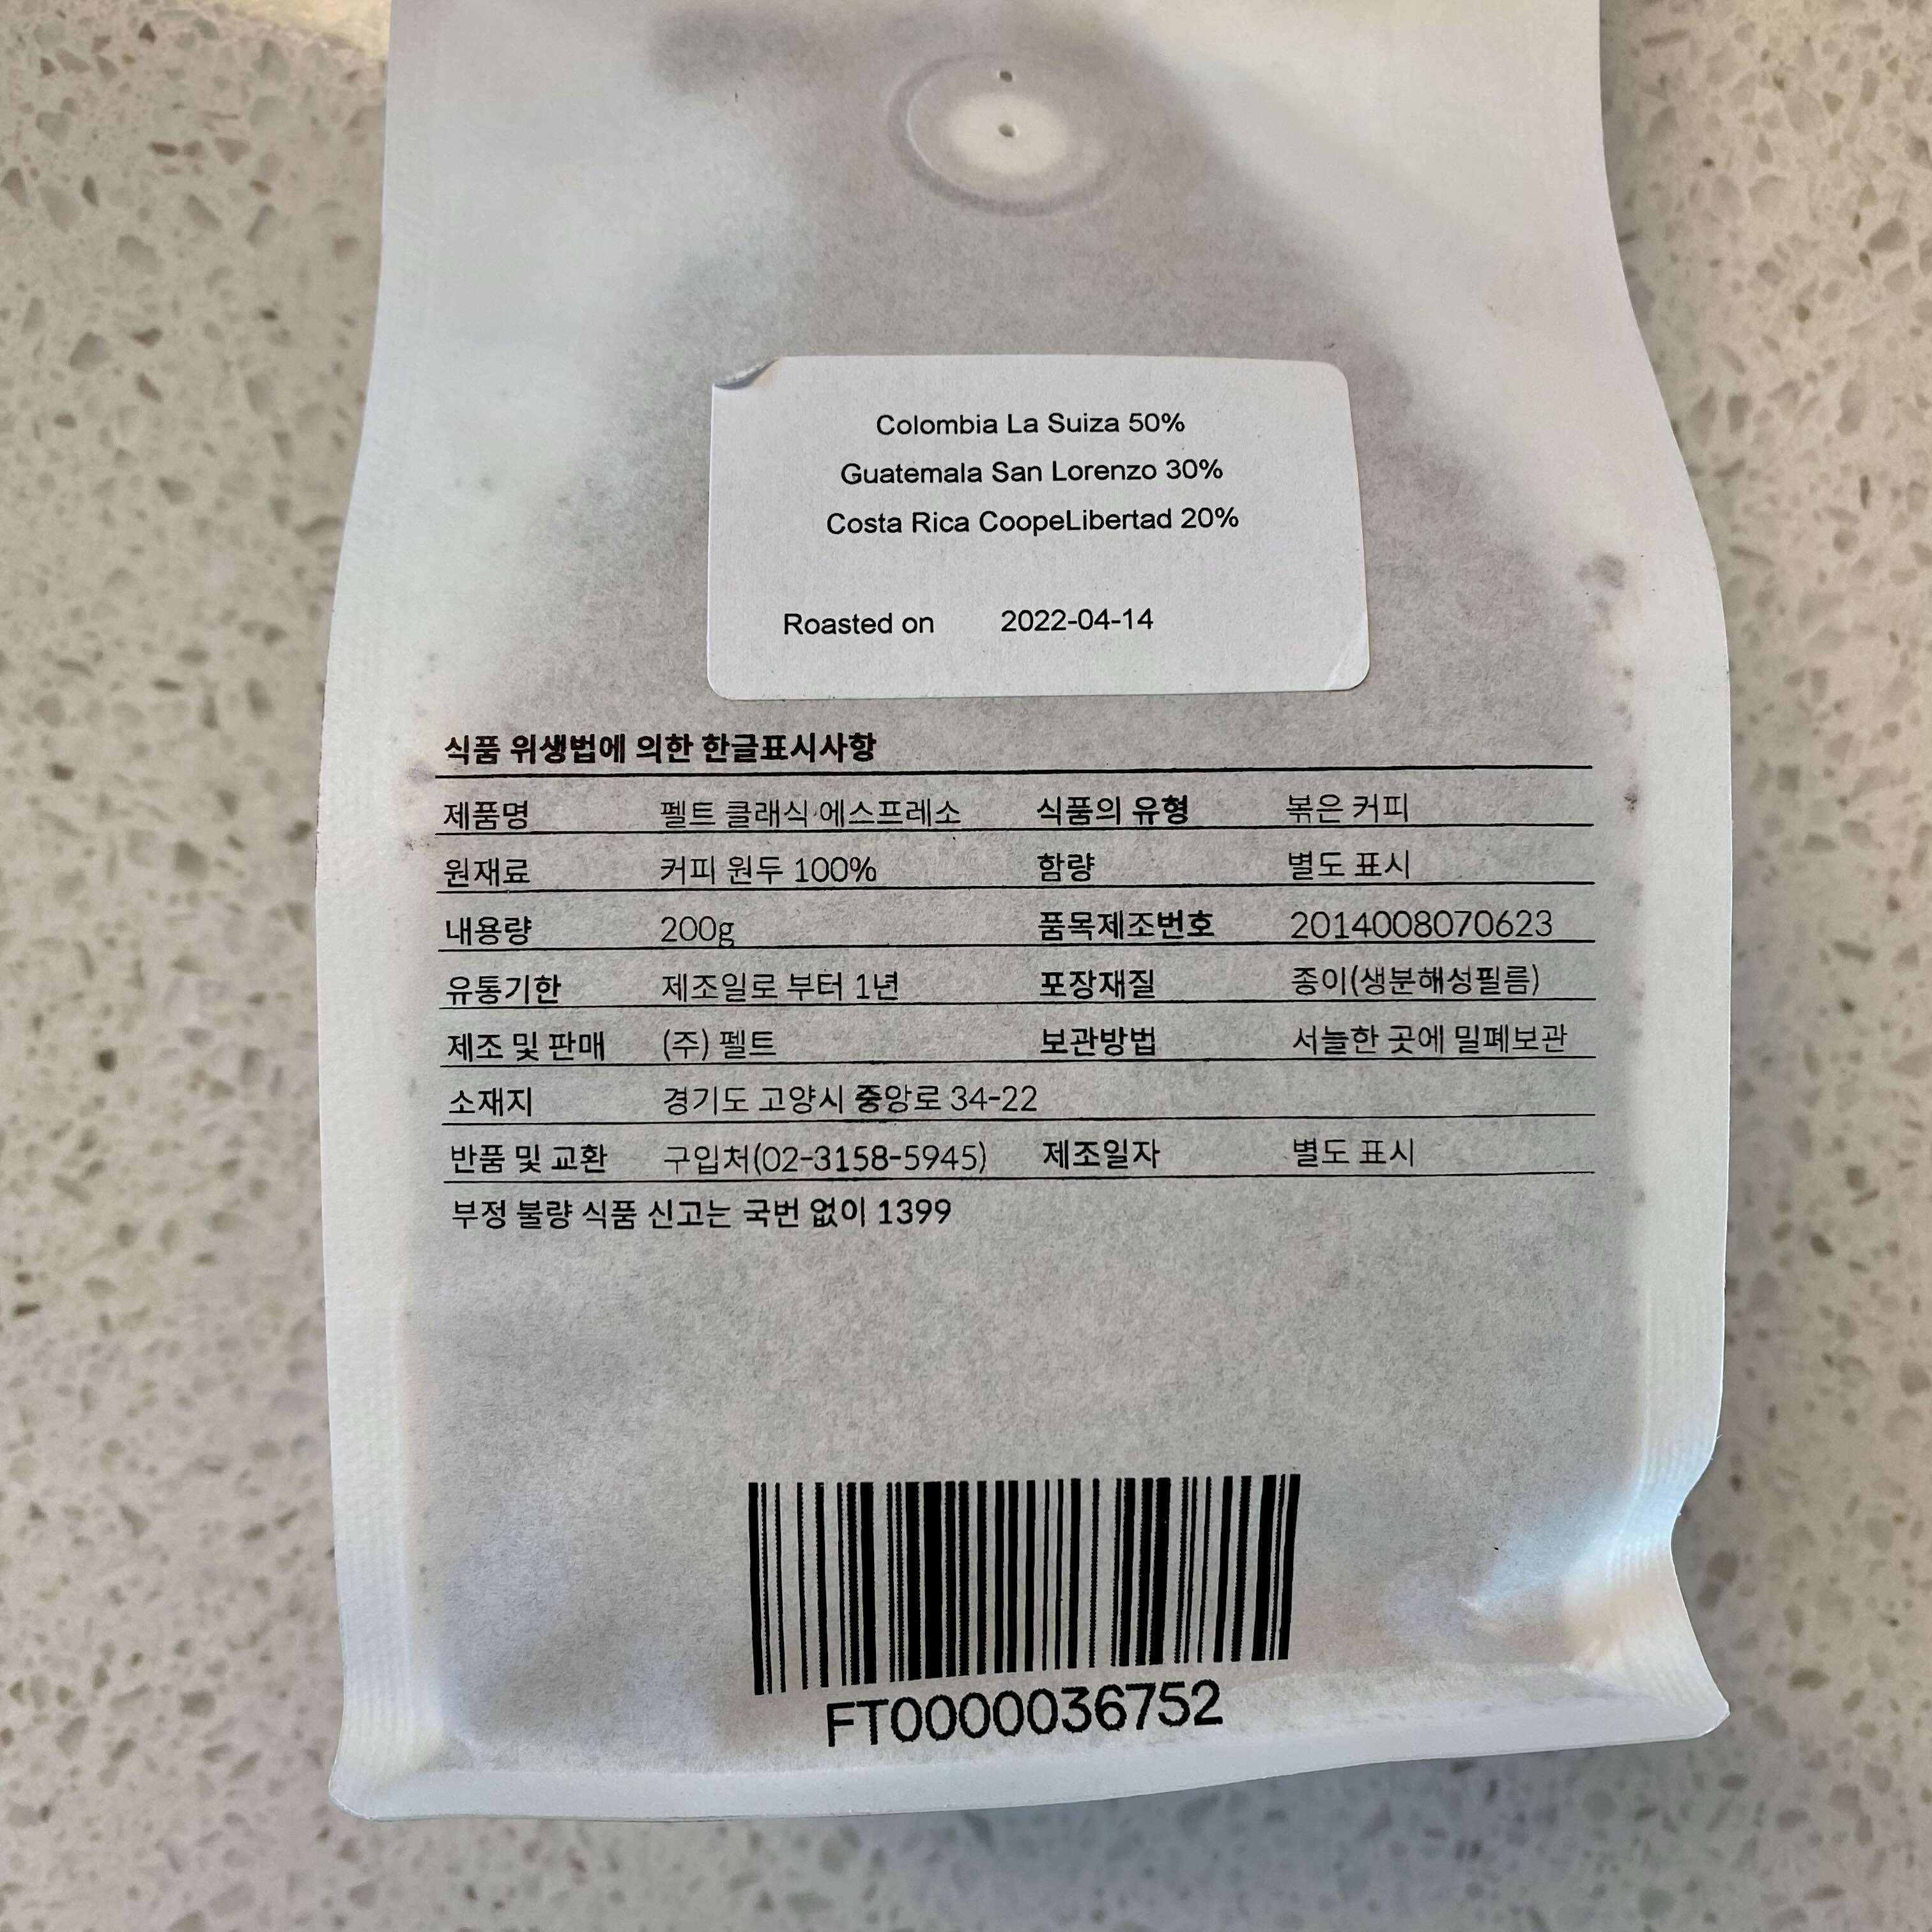 Colombia La Suiza 50%
Guatemala San Lorenzo 30%
Costa Rica CoopeLibertad 20%
Roasted on 2022-04-14
식품 위생법에 의한 한글표시사항
제품명 펠트 클래식 에스프레소 식품의 유형 볶은 커피
원재료 커피 원두 100% 함량 별도 표시
내용량 200g 품목제조번호 2014008070623
유통기한 제조일로 부터 1년 포장재질 종이(생분해성필름)
제조 및 판매 (주) 펠트 보관방법 서늘한 곳에 밀폐보관
소재지 경기도 고양시 중앙로 34-22
반품 및 교환 구입처(02-3158-5945) 제조일자 별도 표시
부정 불량 식품 신고는 국번 없이 1399
FT0000036752